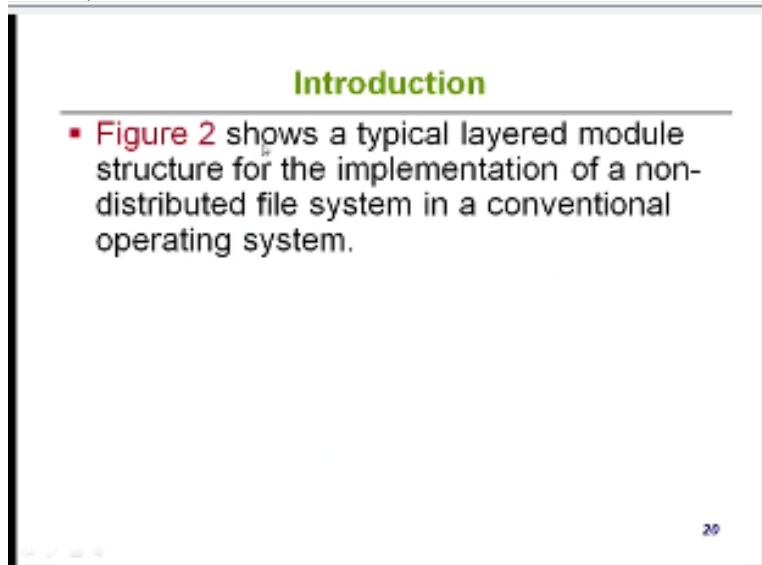 Introduction
▪ Figure 2 shows a typical layered module
structure for the implementation of a non-
distributed file system in a conventional
operating system.
20